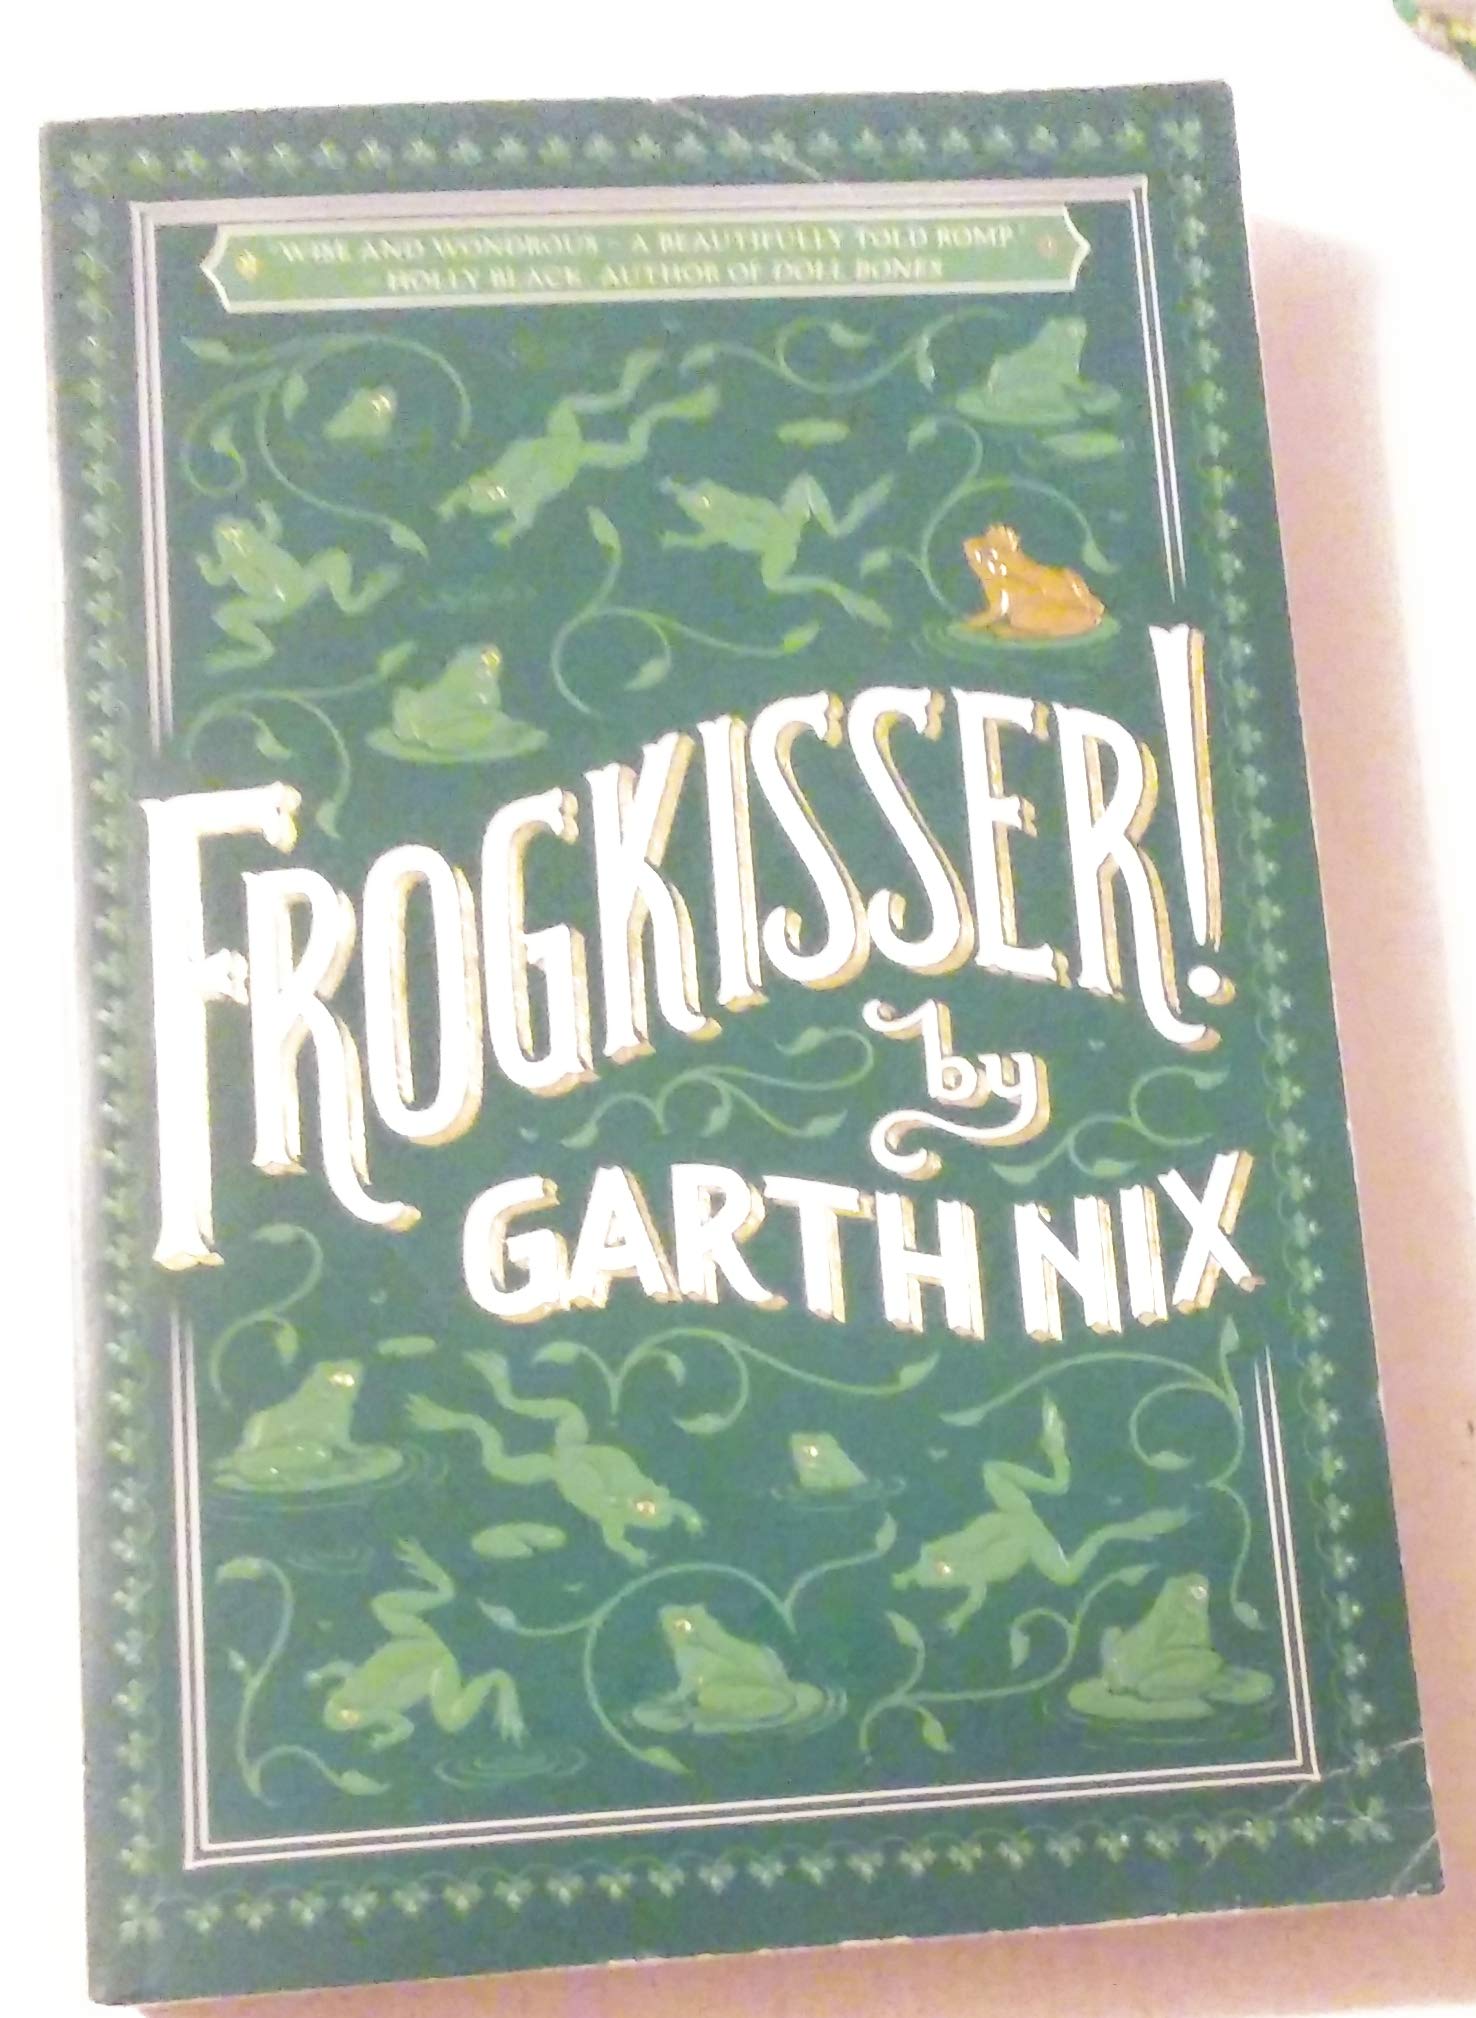 "WISE AND WONDROUS - A BEAUTIFULLY TOLD ROMP."
- HOLLY BLACK, AUTHOR OF DOLL BONES
FROGKISSER!
by
GARTH NIX